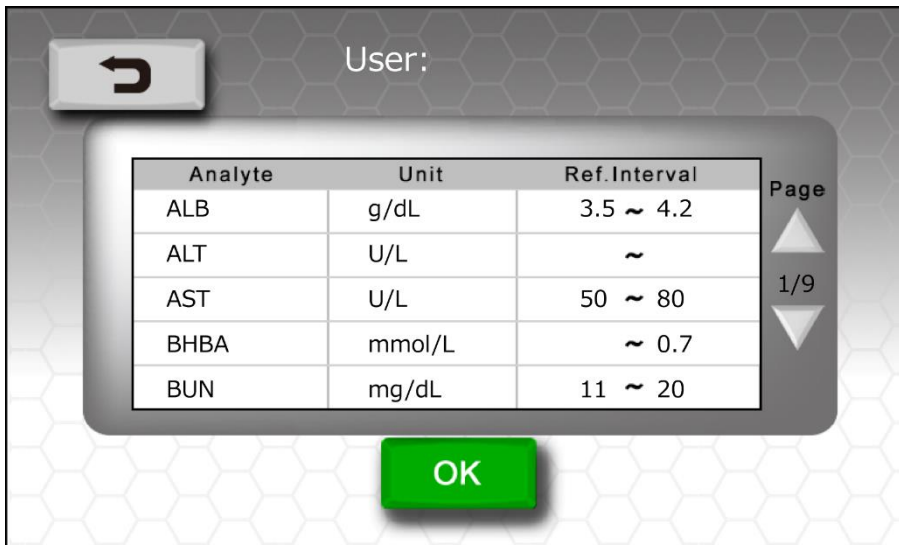 User:
Analyte Unit Ref.Interval
Page
ALB g/dL 3.5 ~ 4.2
ALT U/L ~
1/9
AST U/L 50 ~ 80
BHBA mmol/L ~ 0.7
BUN mg/dL 11 ~ 20
OK